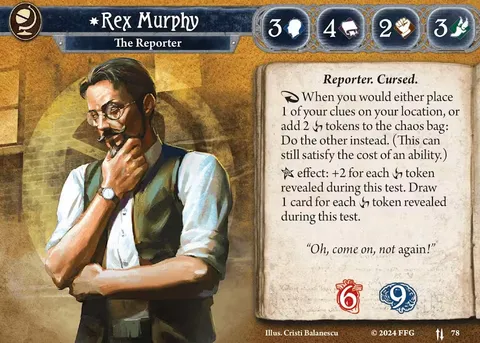 *Rex Murphy
The Reporter
3 4 2 3
Reporter. Cursed.
When you would either place
1 of your clues on your location, or
add 2 tokens to the chaos bag:
Do the other instead. (This can
still satisfy the cost of an ability.)
effect: +2 for each token
revealed during this test. Draw
1 card for each token revealed
during this test.
“Oh, come on, not again!”
6 9
Illus. Cristi Balanescu © 2024 FFG 78